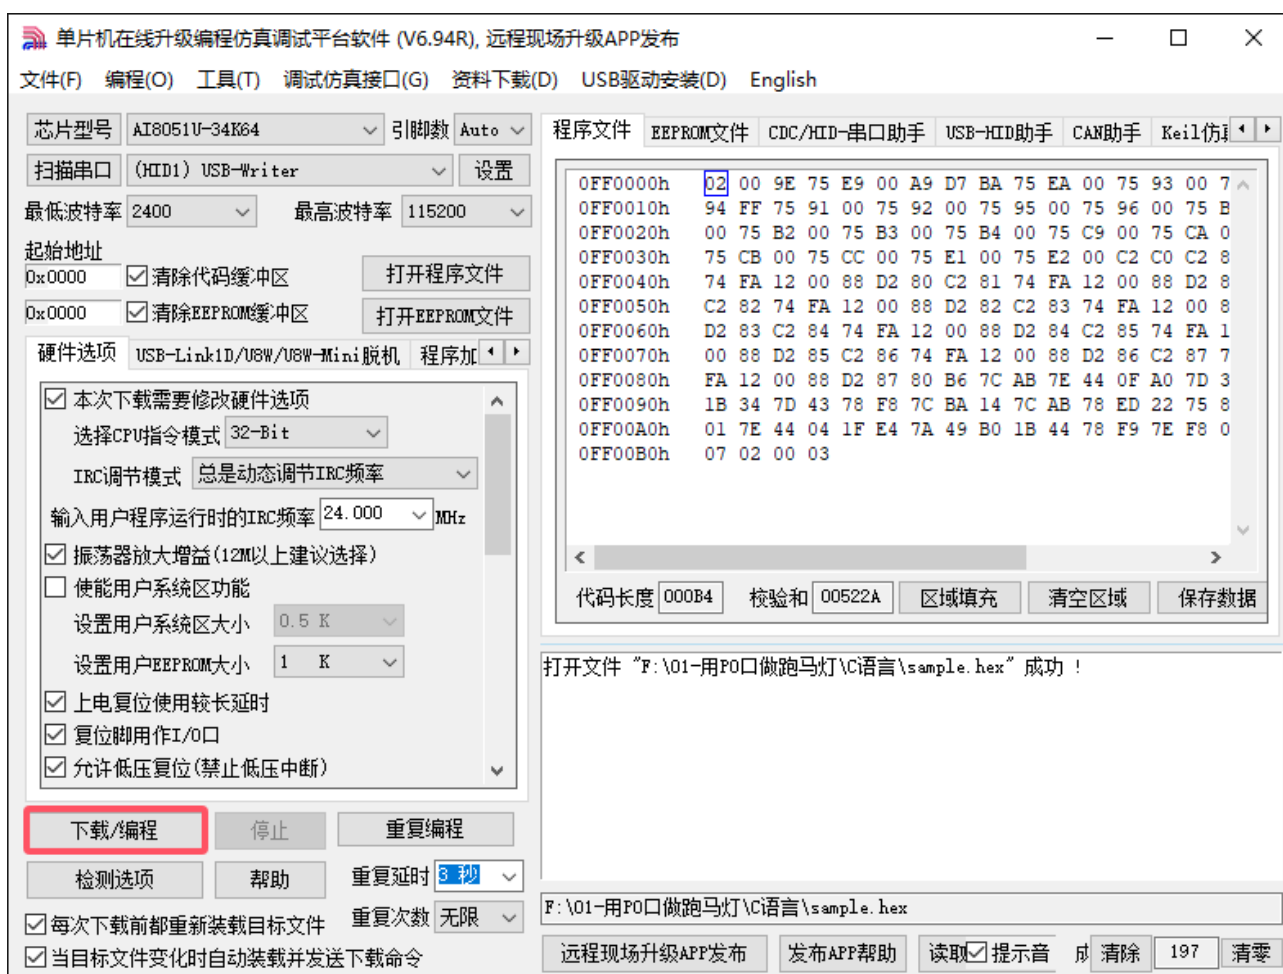 单片机在线升级编程仿真调试平台软件 (V6.94R), 远程现场升级APP发布
文件(F) 编程(O) 工具(T) 调试仿真接口(G) 资料下载(D) USB驱动安装(D) English
芯片型号 AI8051U-34K64 引脚数 Auto
扫描串口 (HID1) USB-Writer 设置
最低波特率 2400 最高波特率 115200
起始地址
0x0000 清除代码缓冲区 打开程序文件
0x0000 清除EEPROM缓冲区 打开EEPROM文件
硬件选项 USB-Link1D/U8W/U8W-Mini脱机 程序加
本次下载需要修改硬件选项
选择CPU指令模式 32-Bit
IRC调节模式 总是动态调节IRC频率
输入用户程序运行时的IRC频率 24.000 MHz
振荡器放大增益(12M以上建议选择)
使能用户系统区功能
设置用户系统区大小 0.5 K
设置用户EEPROM大小 1 K
上电复位使用较长延时
复位脚用作I/O口
允许低压复位(禁止低压中断)
下载/编程 停止 重复编程
检测选项 帮助 重复延时 3 秒
每次下载前都重新装载目标文件 重复次数 无限
当目标文件变化时自动装载并发送下载命令
程序文件 EEPROM文件 CDC/HID-串口助手 USB-HID助手 CAN助手 Keil仿真
0FF0000h 02 00 9E 75 E9 00 A9 D7 BA 75 EA 00 75 93 00 7
0FF0010h 94 FF 75 91 00 75 92 00 75 95 00 75 96 00 75 B
0FF0020h 00 75 B2 00 75 B3 00 75 B4 00 75 C9 00 75 CA 0
0FF0030h 75 CB 00 75 CC 00 75 E1 00 75 E2 00 C2 C0 C2 8
0FF0040h 74 FA 12 00 88 D2 80 C2 81 74 FA 12 00 88 D2 8
0FF0050h C2 82 74 FA 12 00 88 D2 82 C2 83 74 FA 12 00 8
0FF0060h D2 83 C2 84 74 FA 12 00 88 D2 84 C2 85 74 FA 1
0FF0070h 00 88 D2 85 C2 86 74 FA 12 00 88 D2 86 C2 87 7
0FF0080h FA 12 00 88 D2 87 80 B6 7C AB 7E 44 0F A0 7D 3
0FF0090h 1B 34 7D 43 78 F8 7C BA 14 7C AB 78 ED 22 75 8
0FF00A0h 01 7E 44 04 1F E4 7A 49 B0 1B 44 78 F9 7E F8 0
0FF00B0h 07 02 00 03
代码长度 000B4 校验和 00522A 区域填充 清空区域 保存数据
打开文件 "F:\01-用P0口做跑马灯\C语言\sample.hex" 成功 !
F:\01-用P0口做跑马灯\C语言\sample.hex
远程现场升级APP发布 发布APP帮助 读取 提示音 成 清除 197 清零